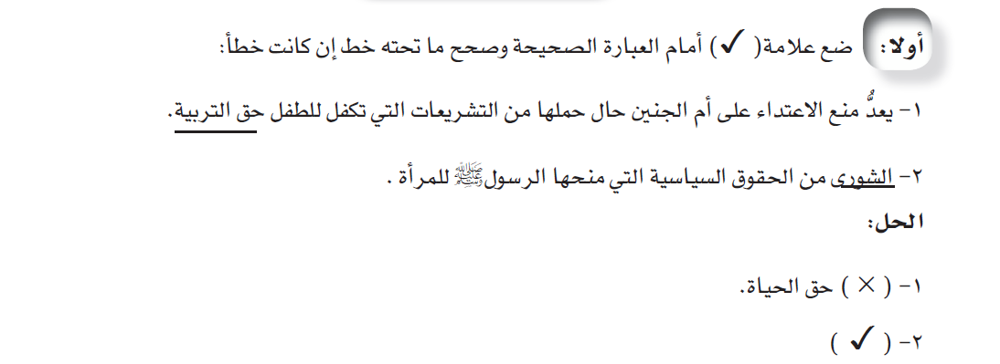 أولا: ضع علامة( ✓ ) أمام العبارة الصحيحة وصحح ما تحته خط إن كانت خطأ:
١- يعدُّ منع الاعتداء على أم الجنين حال حملها من التشريعات التي تكفل للطفل حق التربية.
٢- الشورى من الحقوق السياسية التي منحها الرسول ﷺ للمرأة .
الحل:
١- ( × ) حق الحياة.
٢- ( ✓ )